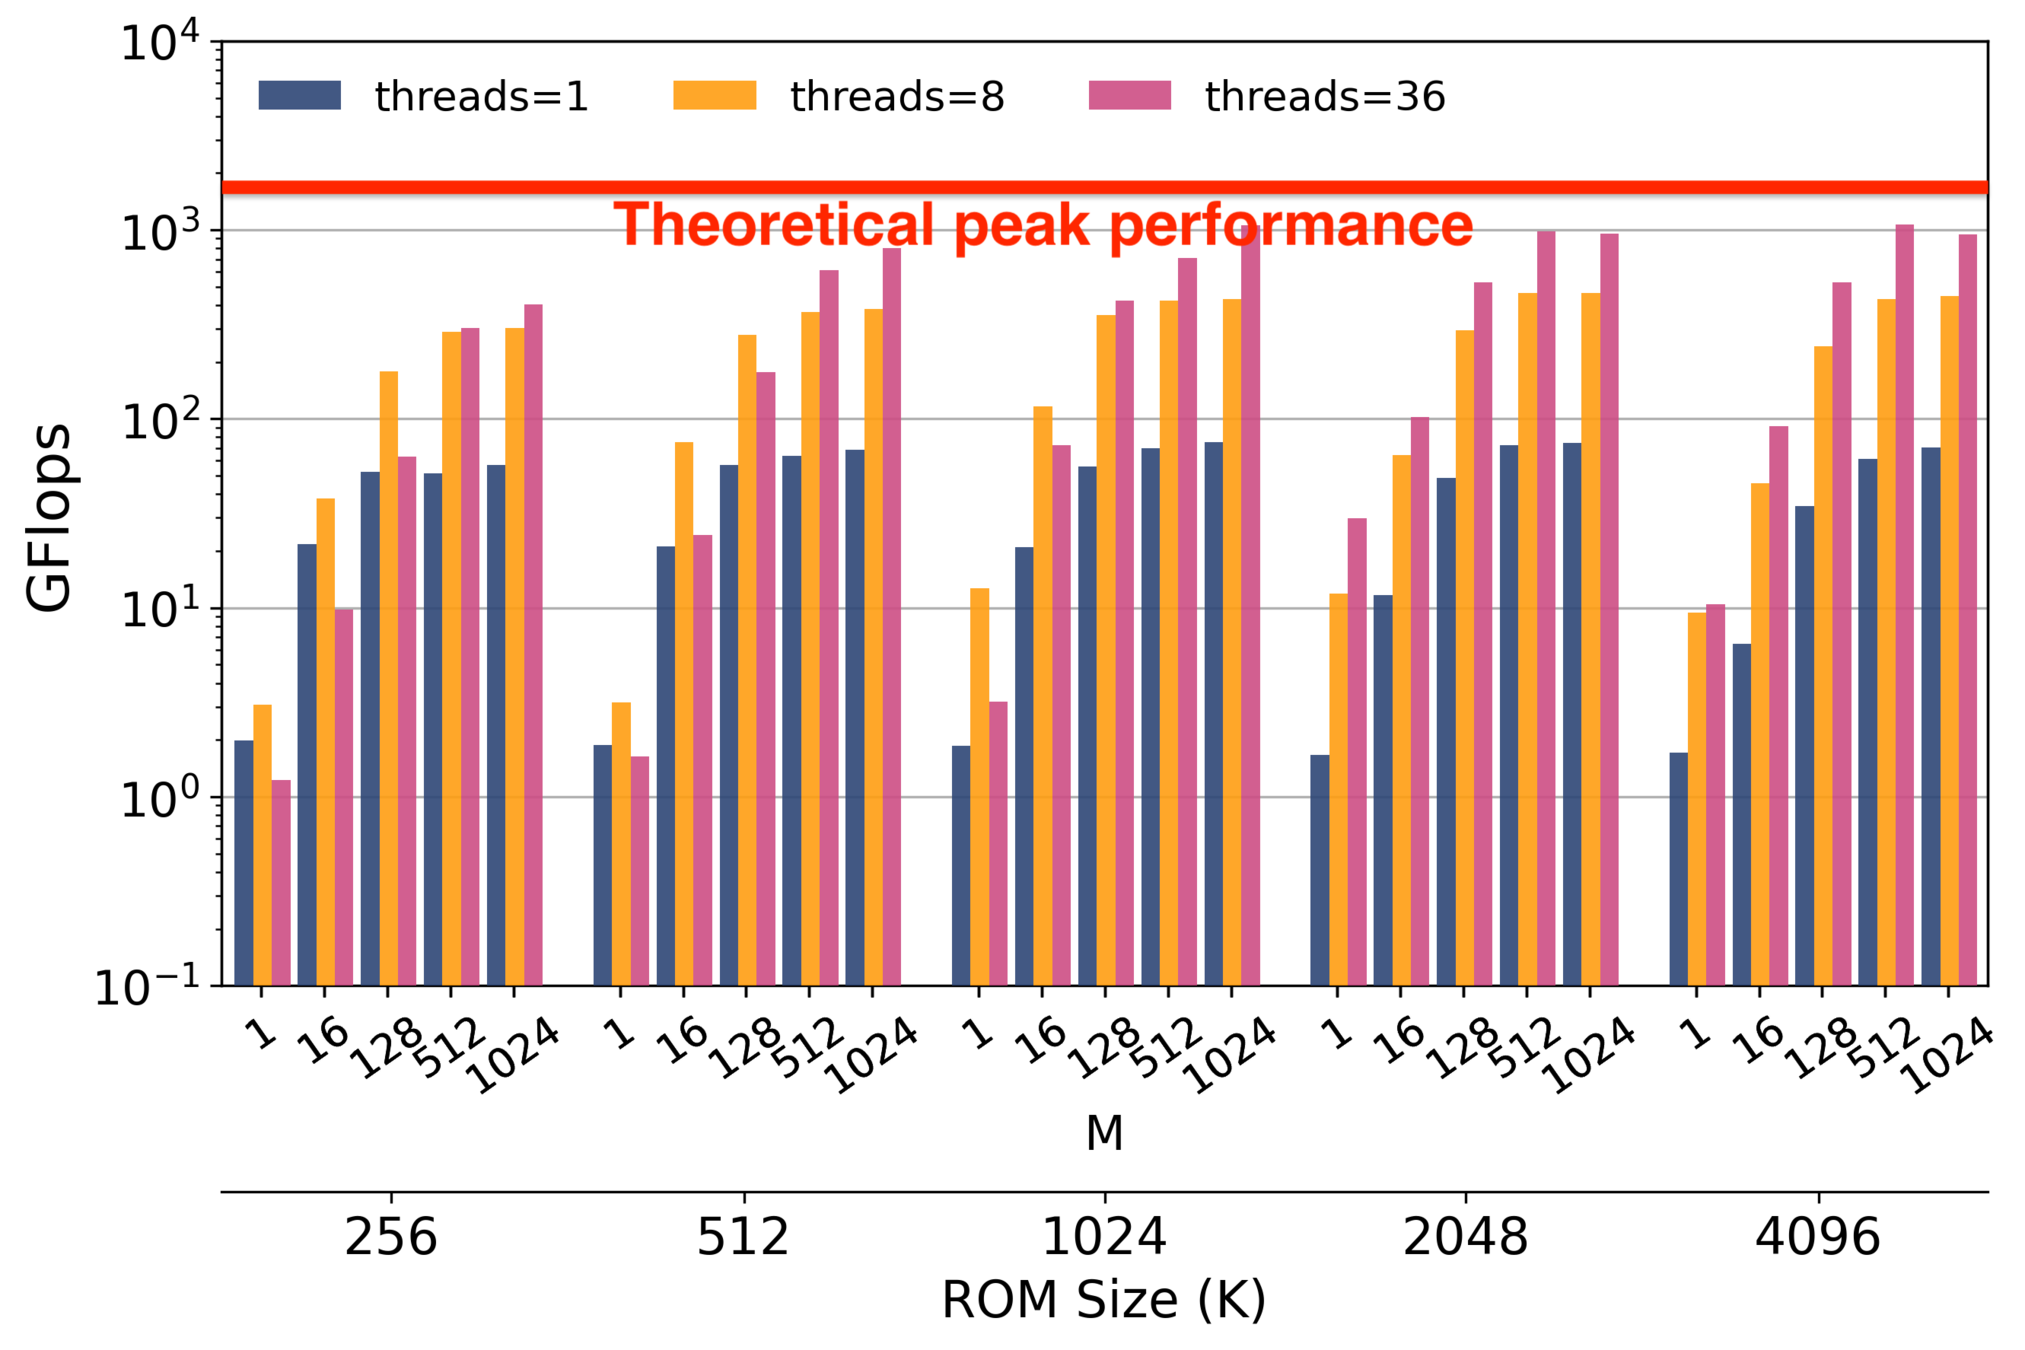 10^4
threads=1 threads=8 threads=36
Theoretical peak performance
10^3
10^2
GFlops
10^1
10^0
10^−1
1 16 128 512 1024 1 16 128 512 1024 1 16 128 512 1024 1 16 128 512 1024 1 16 128 512 1024
M
256 512 1024 2048 4096
ROM Size (K)